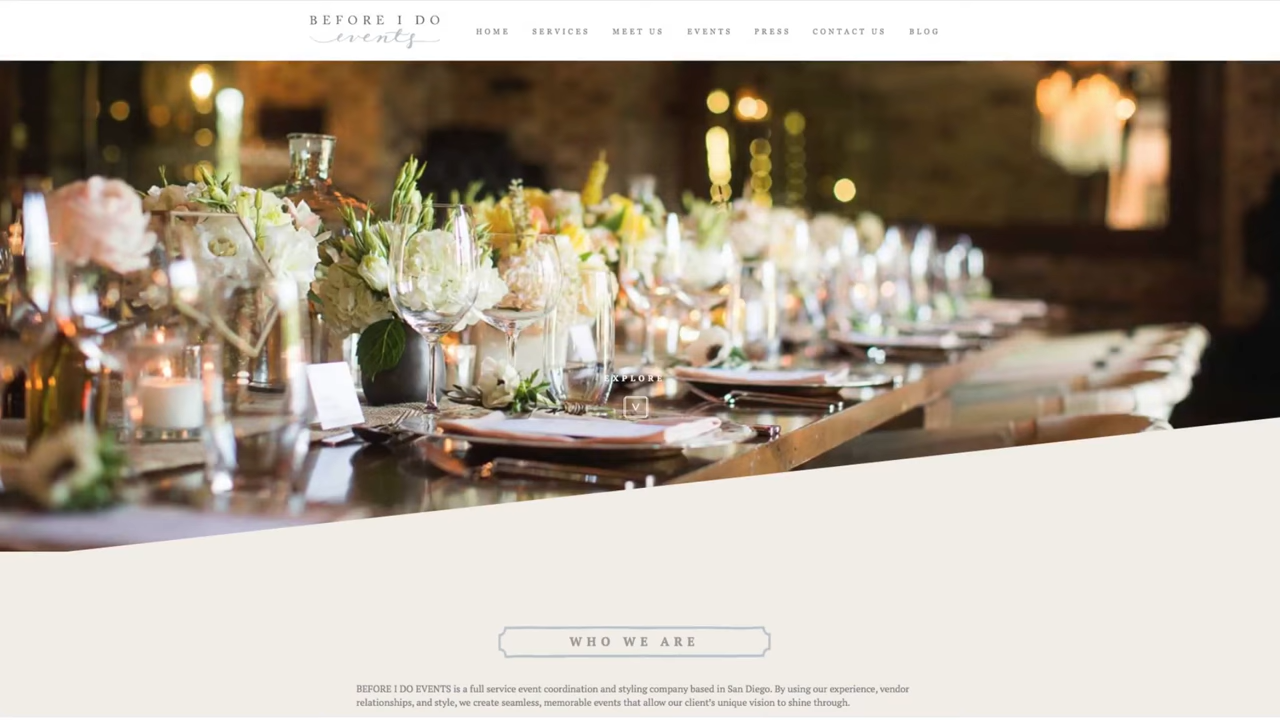 BEFORE I DO
events
HOME SERVICES MEET US EVENTS PRESS CONTACT US BLOG
EXPLORE
WHO WE ARE
BEFORE I DO EVENTS is a full service event coordination and styling company based in San Diego. By using our experience, vendor
relationships, and style, we create seamless, memorable events that allow our client's unique vision to shine through.